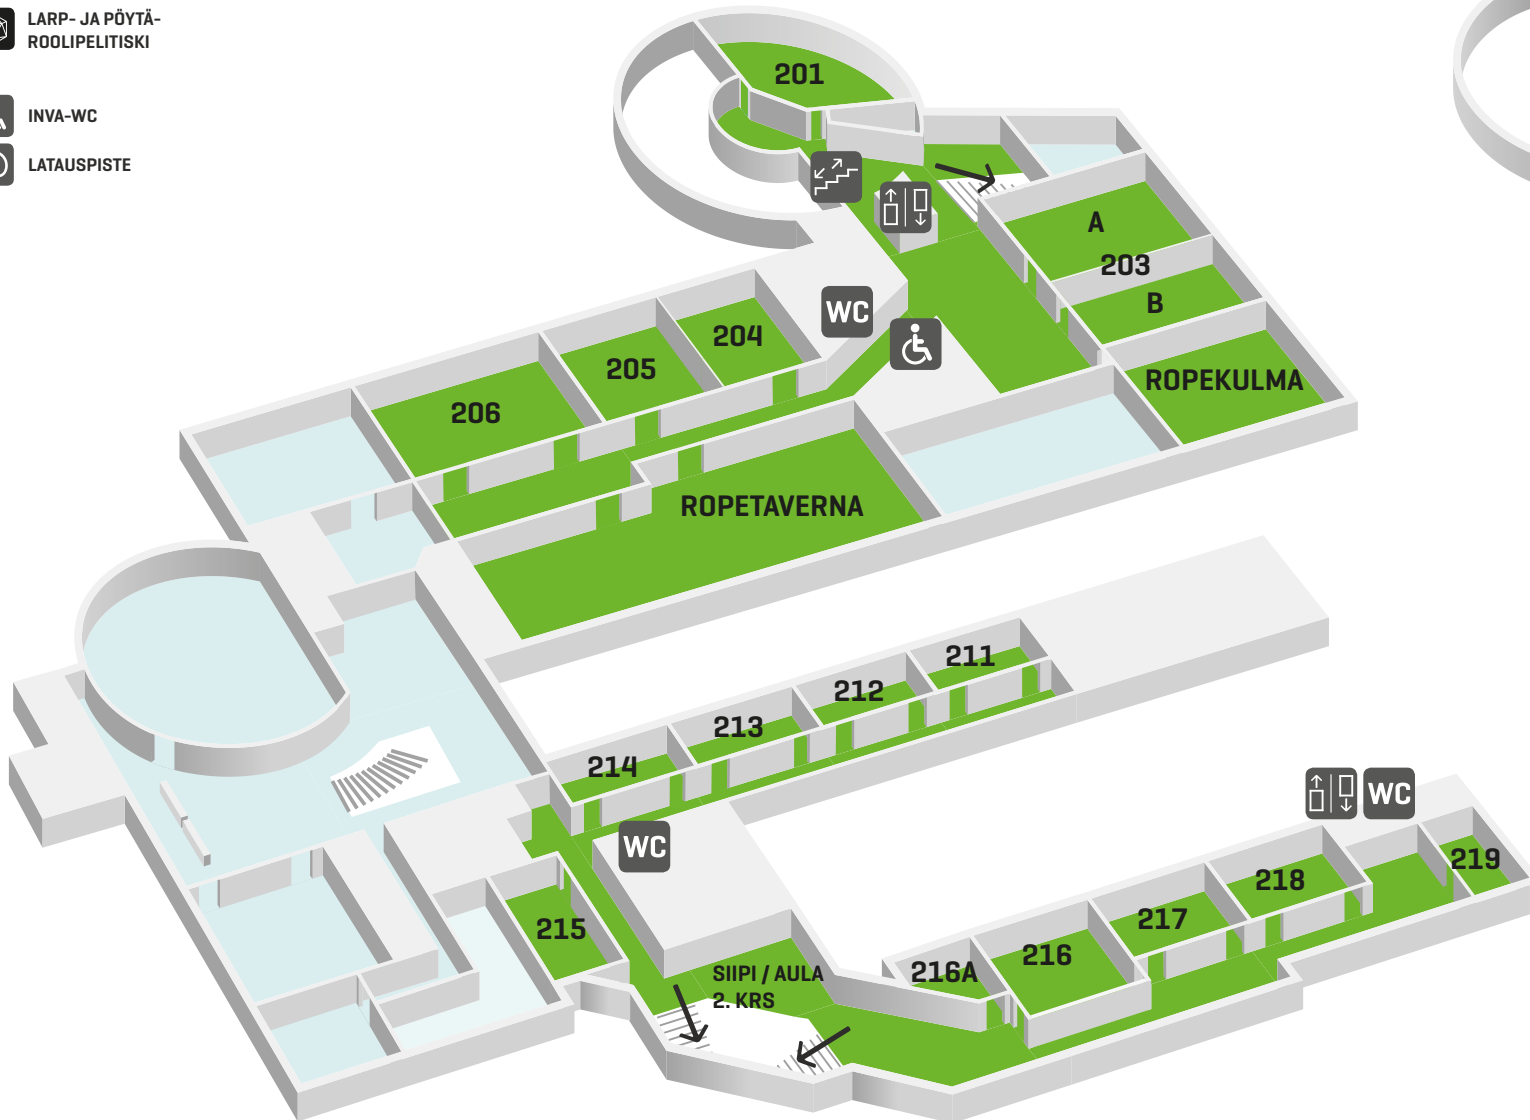 LARP- JA PÖYTÄ-
ROOLIPELITISKI
INVA-WC
LATAUSPISTE
201
A
203
B
WC
204
205
206
ROPEKULMA
ROPETAVERNA
211
212
213
214
WC
215
SIIPI / AULA
2. KRS
216A
216
217
218
219
WC